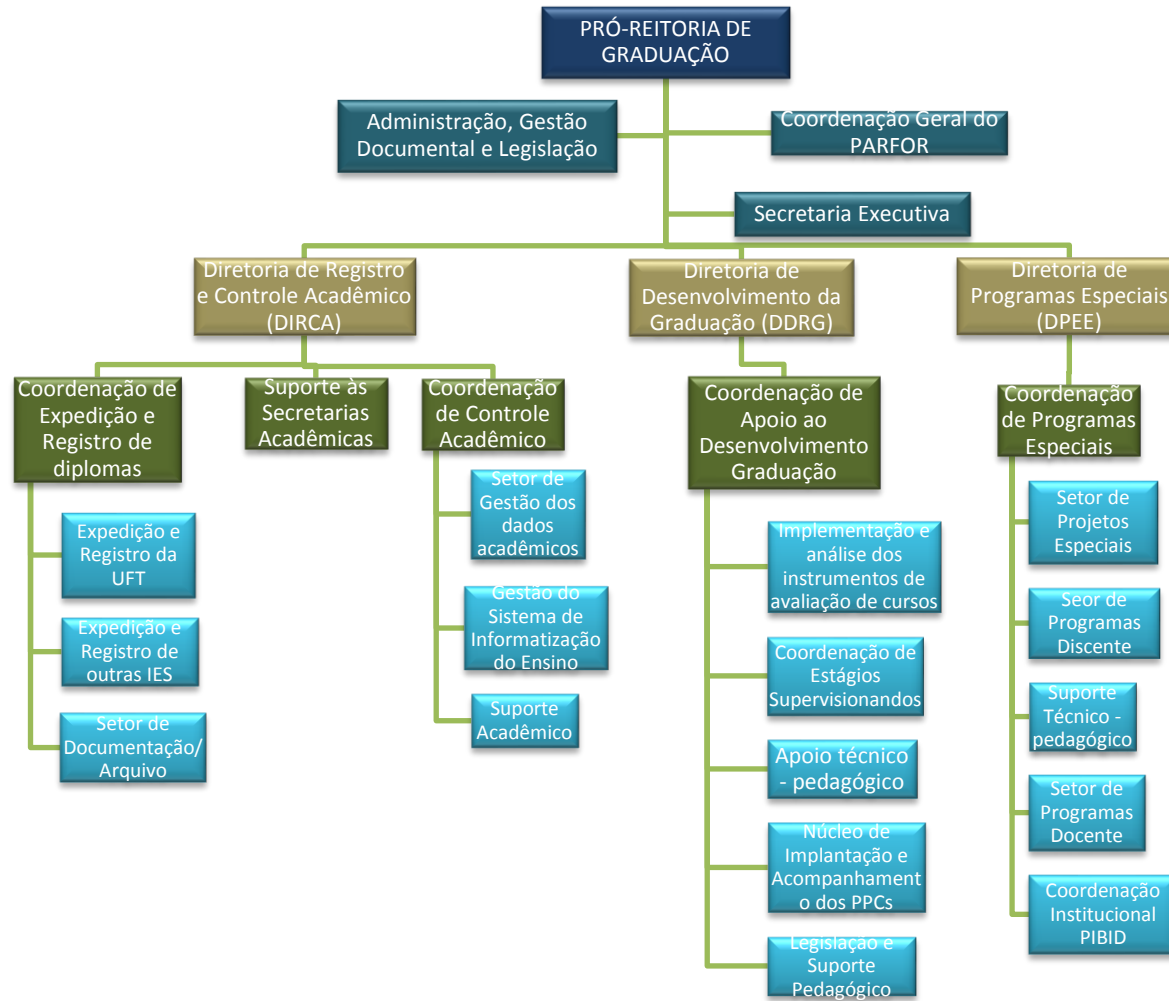 PRÓ-REITORIA DE
GRADUAÇÃO
Administração, Gestão
Documental e Legislação
Coordenação Geral do
PARFOR
Secretaria Executiva
Diretoria de Registro
e Controle Acadêmico
(DIRCA)
Diretoria de
Desenvolvimento da
Graduação (DDRG)
Diretoria de
Programas Especiais
(DPEE)
Coordenação de
Expedição e
Registro de
diplomas
Suporte às
Secretarias
Acadêmicas
Coordenação
de Controle
Acadêmico
Coordenação de
Apoio ao
Desenvolvimento
Graduação
Coordenação
de Programas
Especiais
Expedição e
Registro da
UFT
Expedição e
Registro de
outras IES
Setor de
Documentação/
Arquivo
Setor de
Gestão dos
dados
acadêmicos
Gestão do
Sistema de
Informatização
do Ensino
Suporte
Acadêmico
Implementação e
análise dos
instrumentos de
avaliação de cursos
Coordenação de
Estágios
Supervisionandos
Apoio técnico
- pedagógico
Núcleo de
Implantação e
Acompanhament
o dos PPCs
Legislação e
Suporte
Pedagógico
Setor de
Projetos
Especiais
Seor de
Programas
Discente
Suporte
Técnico -
pedagógico
Setor de
Programas
Docente
Coordenação
Institucional
PIBID